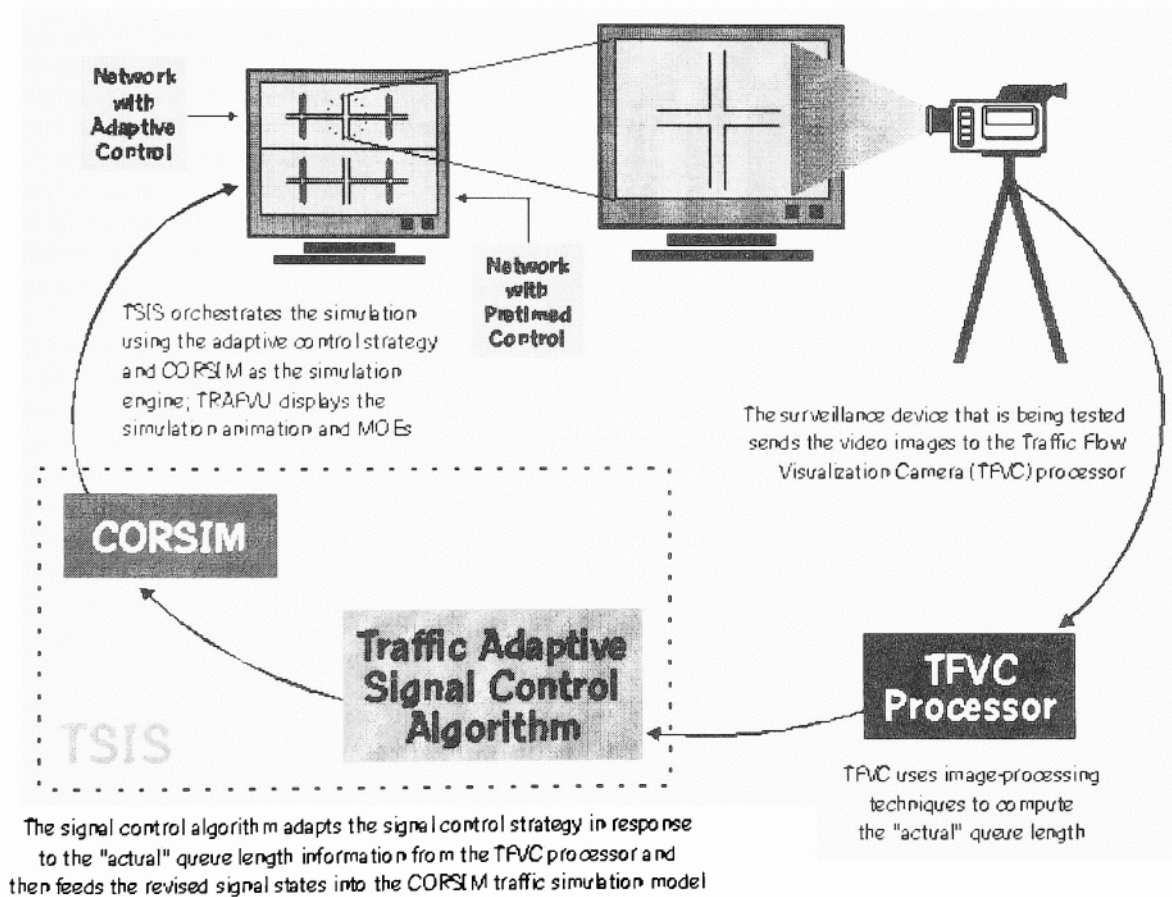 Network
with
Adaptive
Control
Network
with
Pretimed
Control
TSIS orchestrates the simulation
using the adaptive control strategy
and CORSIM as the simulation
engine; TRAFVU displays the
simulation animation and MOEs
The surveillance device that is being tested
sends the video images to the Traffic Flow
Visualization Camera (TFVC) processor
CORSIM
Traffic Adaptive
Signal Control
Algorithm
TSIS
TFVC
Processor
TFVC uses image-processing
techniques to compute
the "actual" queue length
The signal control algorithm adapts the signal control strategy in response
to the "actual" queue length information from the TFVC processor and
then feeds the revised signal states into the CORSIM traffic simulation model